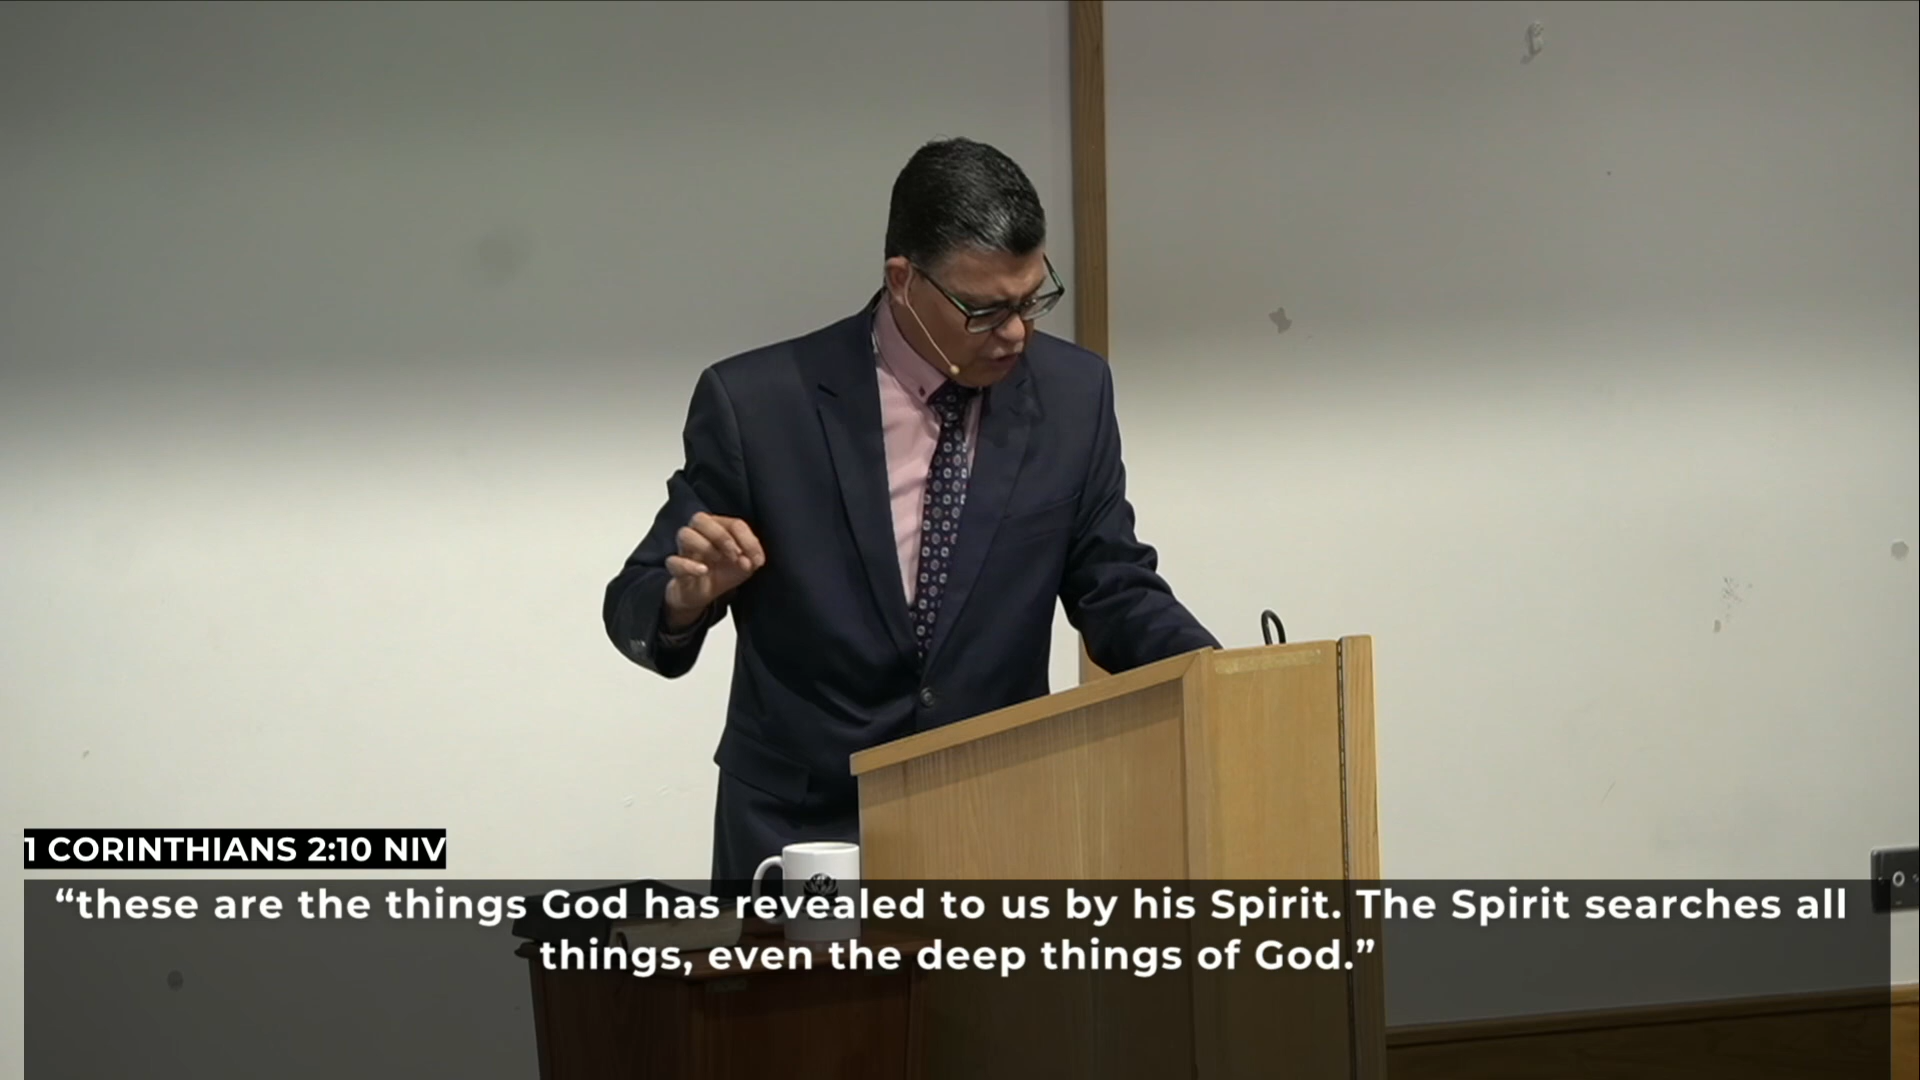 1 CORINTHIANS 2:10 NIV
“these are the things God has revealed to us by his Spirit. The Spirit searches all
things, even the deep things of God.”